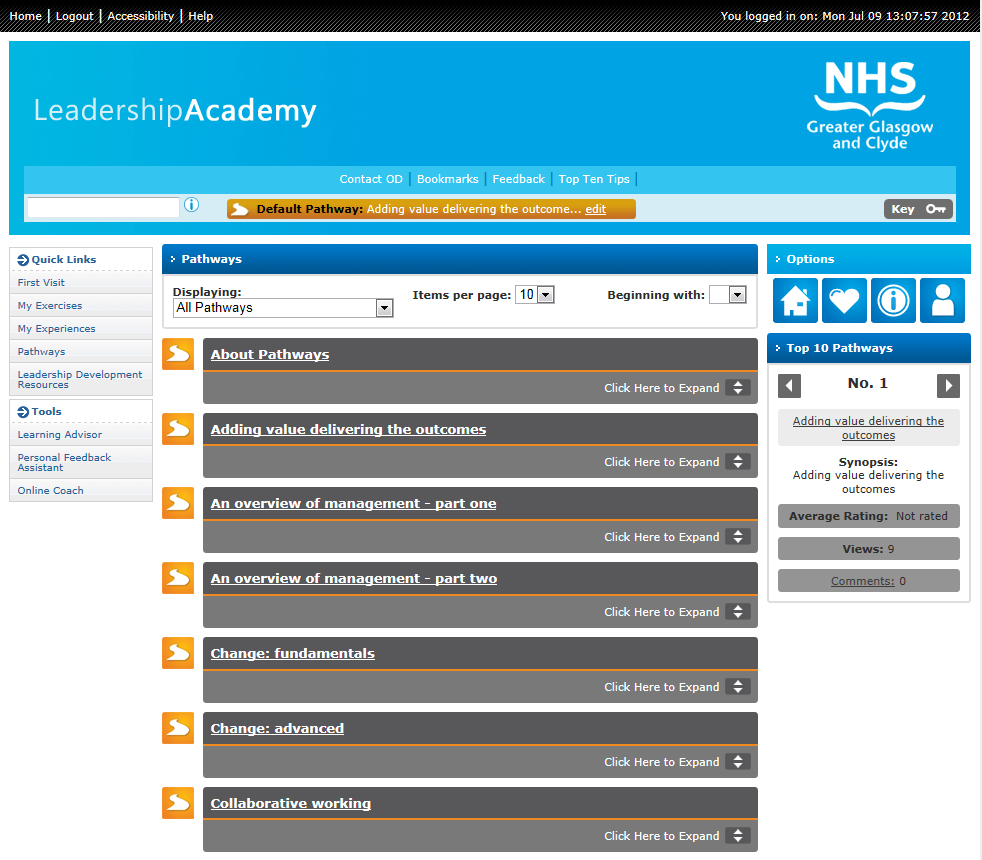 Home | Logout | Accessibility | Help
You logged in on: Mon Jul 09 13:07:57 2012
LeadershipAcademy
NHS
Greater Glasgow
and Clyde
Contact OD | Bookmarks | Feedback | Top Ten Tips |
Default Pathway: Adding value delivering the outcome... edit
Key
Quick Links
First Visit
My Exercises
My Experiences
Pathways
Leadership Development
Resources
Tools
Learning Advisor
Personal Feedback
Assistant
Online Coach
Pathways
Displaying:
All Pathways
Items per page: 10
Beginning with:
About Pathways
Click Here to Expand
Adding value delivering the outcomes
Click Here to Expand
An overview of management - part one
Click Here to Expand
An overview of management - part two
Click Here to Expand
Change: fundamentals
Click Here to Expand
Change: advanced
Click Here to Expand
Collaborative working
Click Here to Expand
Options
Top 10 Pathways
No. 1
Adding value delivering the
outcomes
Synopsis:
Adding value delivering the
outcomes
Average Rating: Not rated
Views: 9
Comments: 0